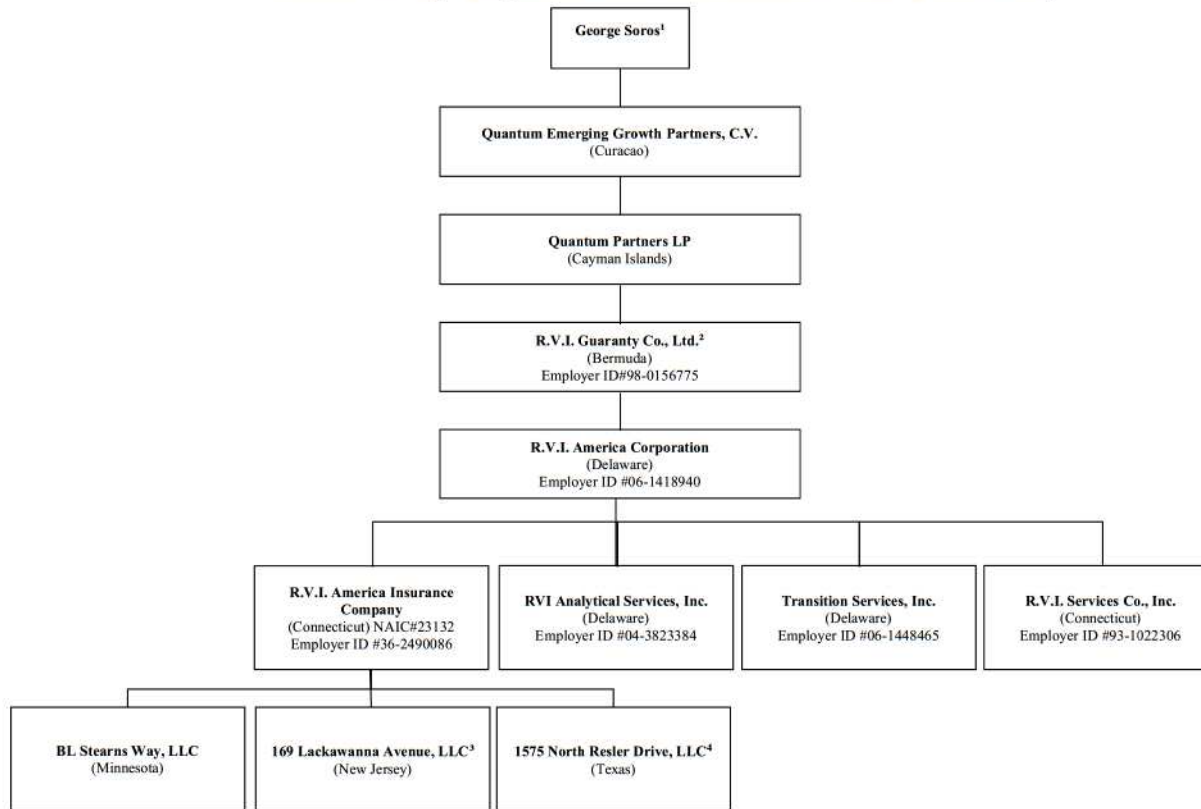 George Soros¹
Quantum Emerging Growth Partners, C.V.
(Curacao)
Quantum Partners LP
(Cayman Islands)
R.V.I. Guaranty Co., Ltd.²
(Bermuda)
Employer ID#98-0156775
R.V.I. America Corporation
(Delaware)
Employer ID #06-1418940
R.V.I. America Insurance
Company
(Connecticut) NAIC#23132
Employer ID #36-2490086
RVI Analytical Services, Inc.
(Delaware)
Employer ID #04-3823384
Transition Services, Inc.
(Delaware)
Employer ID #06-1448465
R.V.I. Services Co., Inc.
(Connecticut)
Employer ID #93-1022306
BL Stearns Way, LLC
(Minnesota)
169 Lackawanna Avenue, LLC³
(New Jersey)
1575 North Resler Drive, LLC⁴
(Texas)